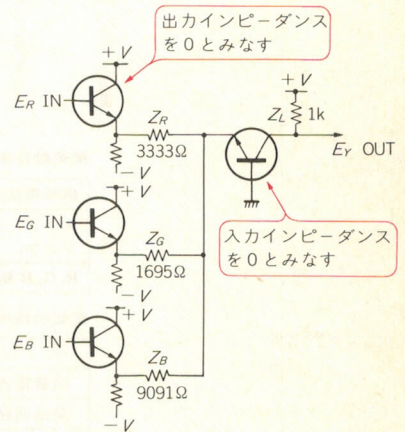 出力インピーダンス
を0とみなす
+V
E_R IN
Z_R
3333Ω
-V
+V
Z_L
1k
E_Y OUT
E_G IN
Z_G
1695Ω
-V
+V
入力インピーダンス
を0とみなす
E_B IN
Z_B
9091Ω
-V